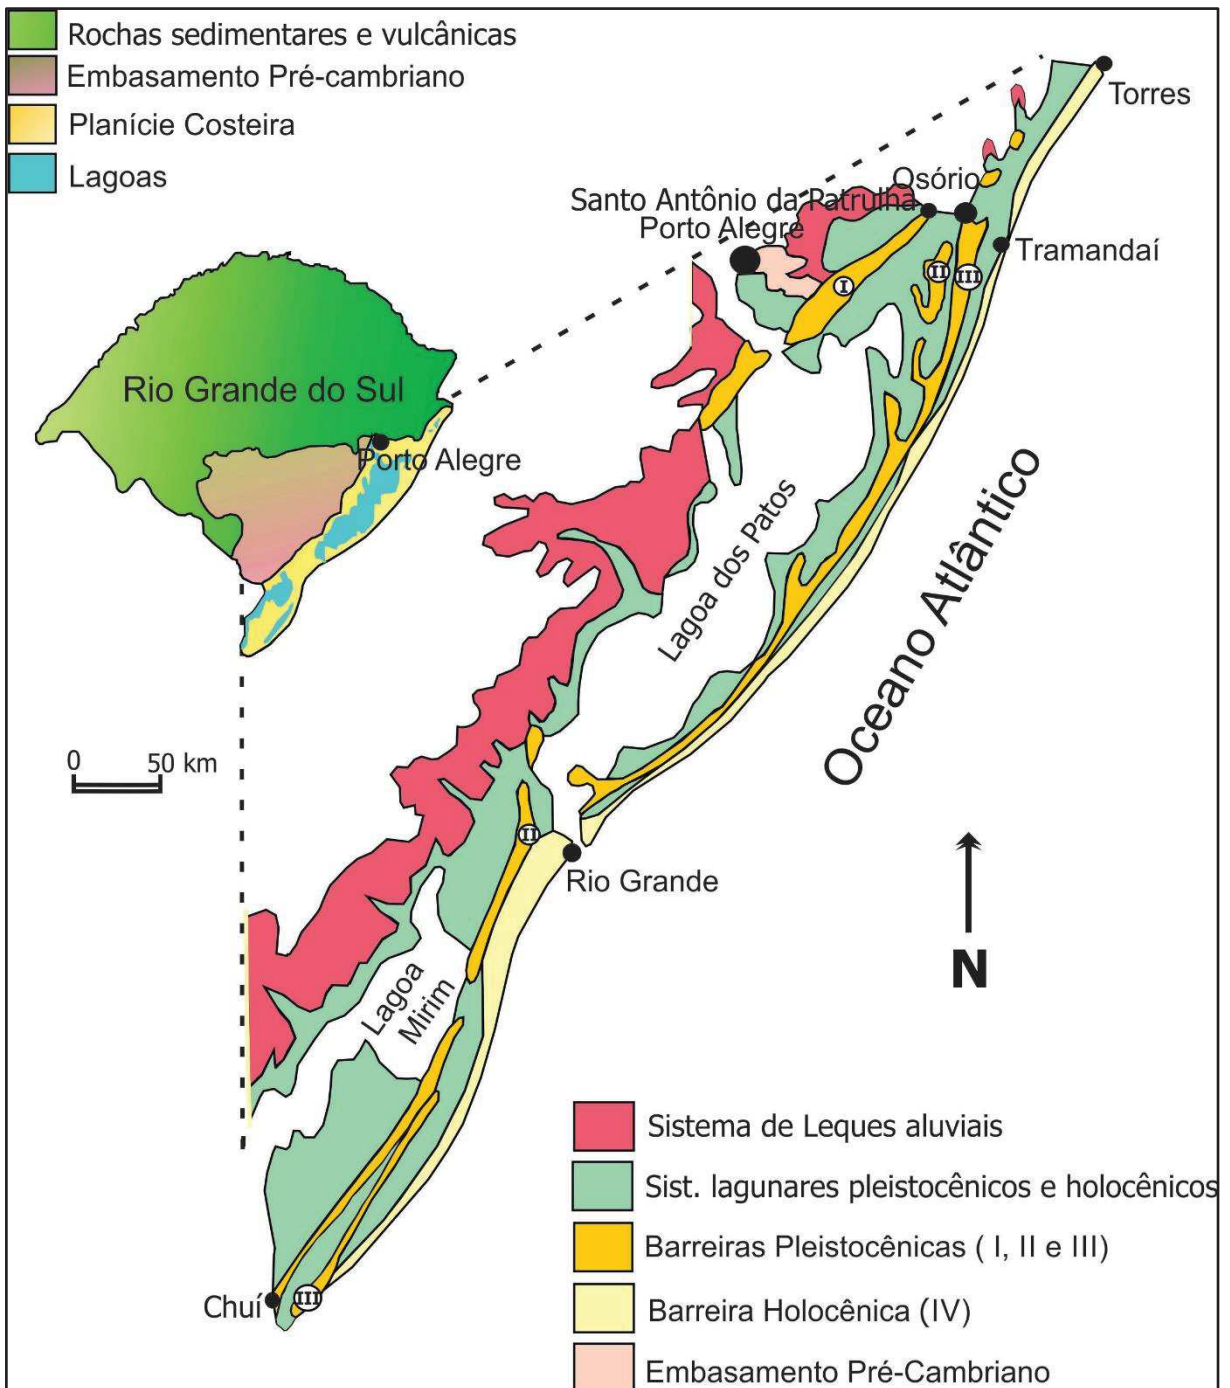 Rochas sedimentares e vulcânicas
Embasamento Pré-cambriano
Planície Costeira
Lagoas
Torres
Osório
Santo Antônio da Patrulha
Porto Alegre
Tramandaí
I
II
III
Rio Grande do Sul
Porto Alegre
Lagoa dos Patos
Oceano Atlântico
0 50 km
II
Rio Grande
N
Lagoa
Mirim
Chuí
III
Sistema de Leques aluviais
Sist. lagunares pleistocênicos e holocênicos
Barreiras Pleistocênicas ( I, II e III)
Barreira Holocênica (IV)
Embasamento Pré-Cambriano